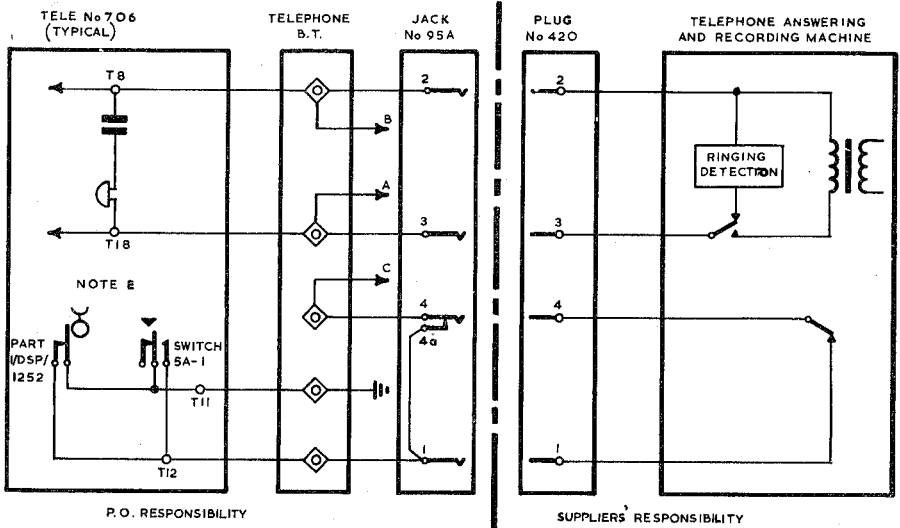 TELE No 706
(TYPICAL)
TELEPHONE
B.T.
JACK
No 95A
PLUG
No 420
TELEPHONE ANSWERING
AND RECORDING MACHINE
T8
2
2
B
RINGING
DETECTION
A
T18
3
3
C
NOTE
4
4
4a
PART
1/DSP/
1252
SWITCH
5A-1
T11
T12
1
1
P.O. RESPONSIBILITY
SUPPLIERS' RESPONSIBILITY